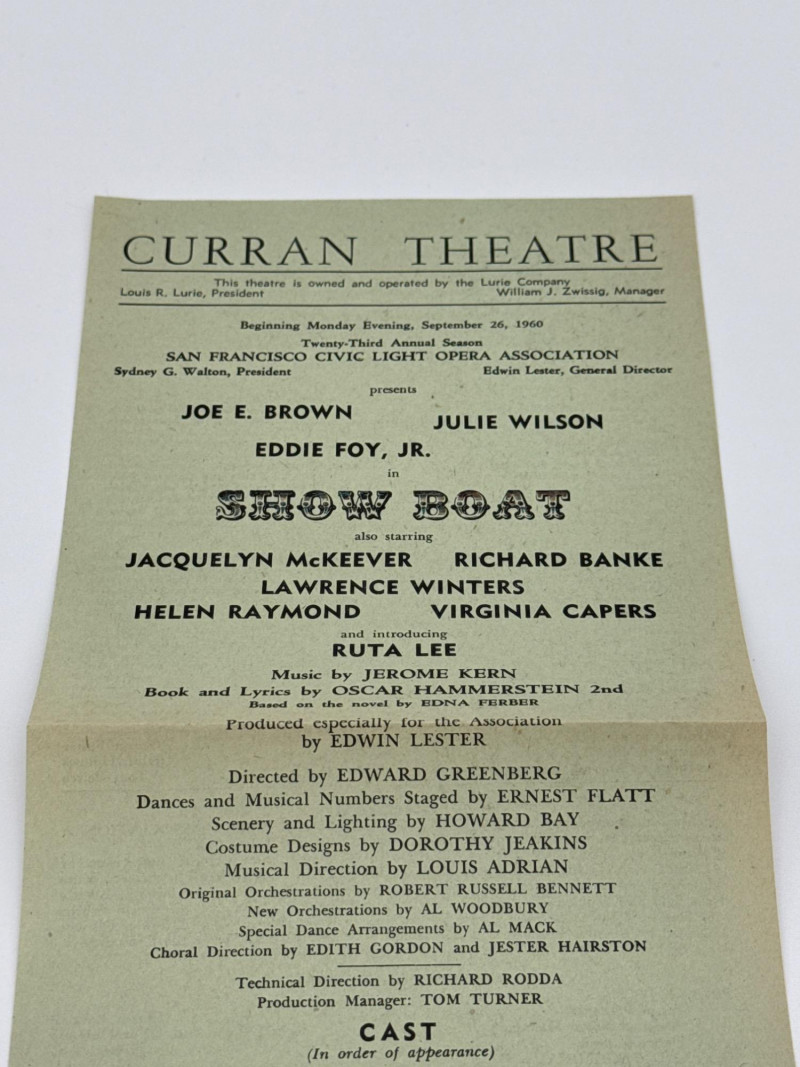 CURRAN THEATRE
This theatre is owned and operated by the Lurie Company
Louis R. Lurie, President William J. Zwissig, Manager
Beginning Monday Evening, September 26, 1960
Twenty-Third Annual Season
SAN FRANCISCO CIVIC LIGHT OPERA ASSOCIATION
Sydney G. Walton, President Edwin Lester, General Director
presents
JOE E. BROWN JULIE WILSON
EDDIE FOY, JR.
in
SHOW BOAT
also starring
JACQUELYN McKEEVER RICHARD BANKE
LAWRENCE WINTERS
HELEN RAYMOND VIRGINIA CAPERS
and introducing
RUTA LEE
Music by JEROME KERN
Book and Lyrics by OSCAR HAMMERSTEIN 2nd
Based on the novel by EDNA FERBER
Produced especially for the Association
by EDWIN LESTER
Directed by EDWARD GREENBERG
Dances and Musical Numbers Staged by ERNEST FLATT
Scenery and Lighting by HOWARD BAY
Costume Designs by DOROTHY JEAKINS
Musical Direction by LOUIS ADRIAN
Original Orchestrations by ROBERT RUSSELL BENNETT
New Orchestrations by AL WOODBURY
Special Dance Arrangements by AL MACK
Choral Direction by EDITH GORDON and JESTER HAIRSTON
Technical Direction by RICHARD RODDA
Production Manager: TOM TURNER
CAST
(In order of appearance)